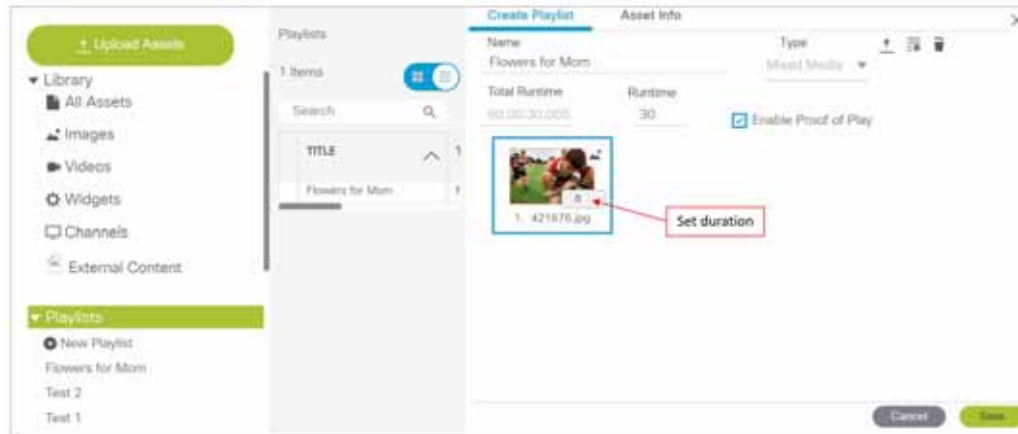 Upload Assets
Library
All Assets
Images
Videos
Widgets
Channels
External Content
Playlists
New Playlist
Flowers for Mom
Test 2
Test 1
Playlists
1 Items
Search
TITLE
Flowers for Mom
Create Playlist
Asset Info
Name
Flowers for Mom
Type
Mixed Media
Total Runtime
00:00:30.000
Runtime
30
Enable Proof of Play
1. 421676.jpg
Set duration
Cancel
Save